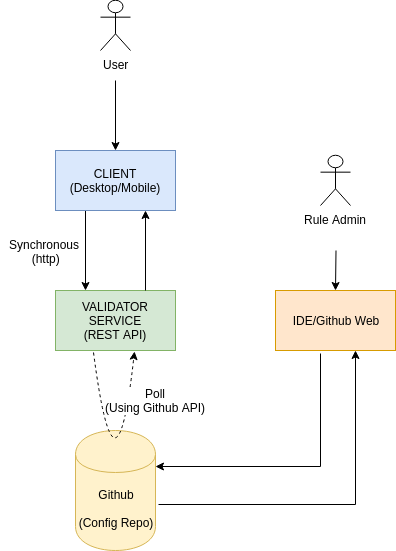 User
CLIENT
(Desktop/Mobile)
Rule Admin
Synchronous
(http)
VALIDATOR
SERVICE
(REST API)
IDE/Github Web
Poll
(Using Github API)
Github
(Config Repo)